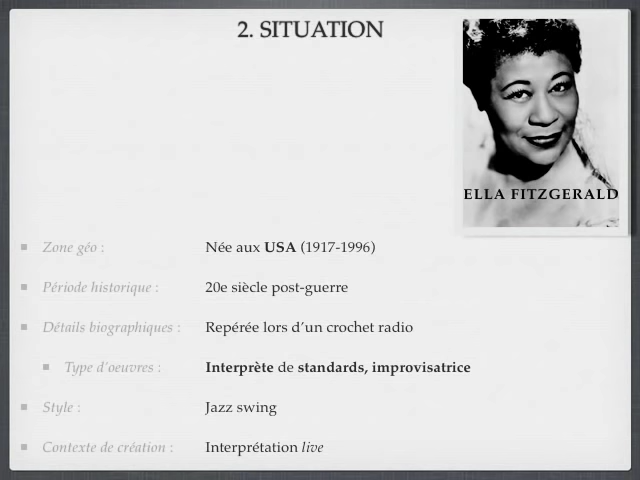 2. SITUATION
ELLA FITZGERALD
Zone géo : Née aux USA (1917-1996)
Période historique : 20e siècle post-guerre
Détails biographiques : Repérée lors d'un crochet radio
Type d'oeuvres : Interprète de standards, improvisatrice
Style : Jazz swing
Contexte de création : Interprétation live